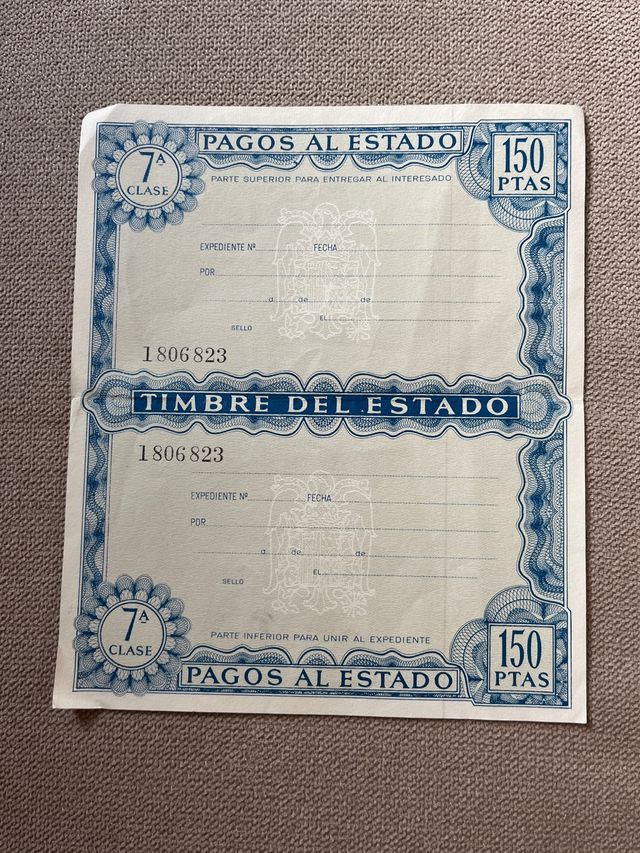 PAGOS AL ESTADO
7ª CLASE
150 PTAS
PARTE SUPERIOR PARA ENTREGAR AL INTERESADO
EXPEDIENTE Nº FECHA
POR
a de de
EL
SELLO
1806823
TIMBRE DEL ESTADO
1806823
EXPEDIENTE Nº FECHA
POR
a de de
EL
SELLO
7ª CLASE
150 PTAS
PARTE INFERIOR PARA UNIR AL EXPEDIENTE
PAGOS AL ESTADO